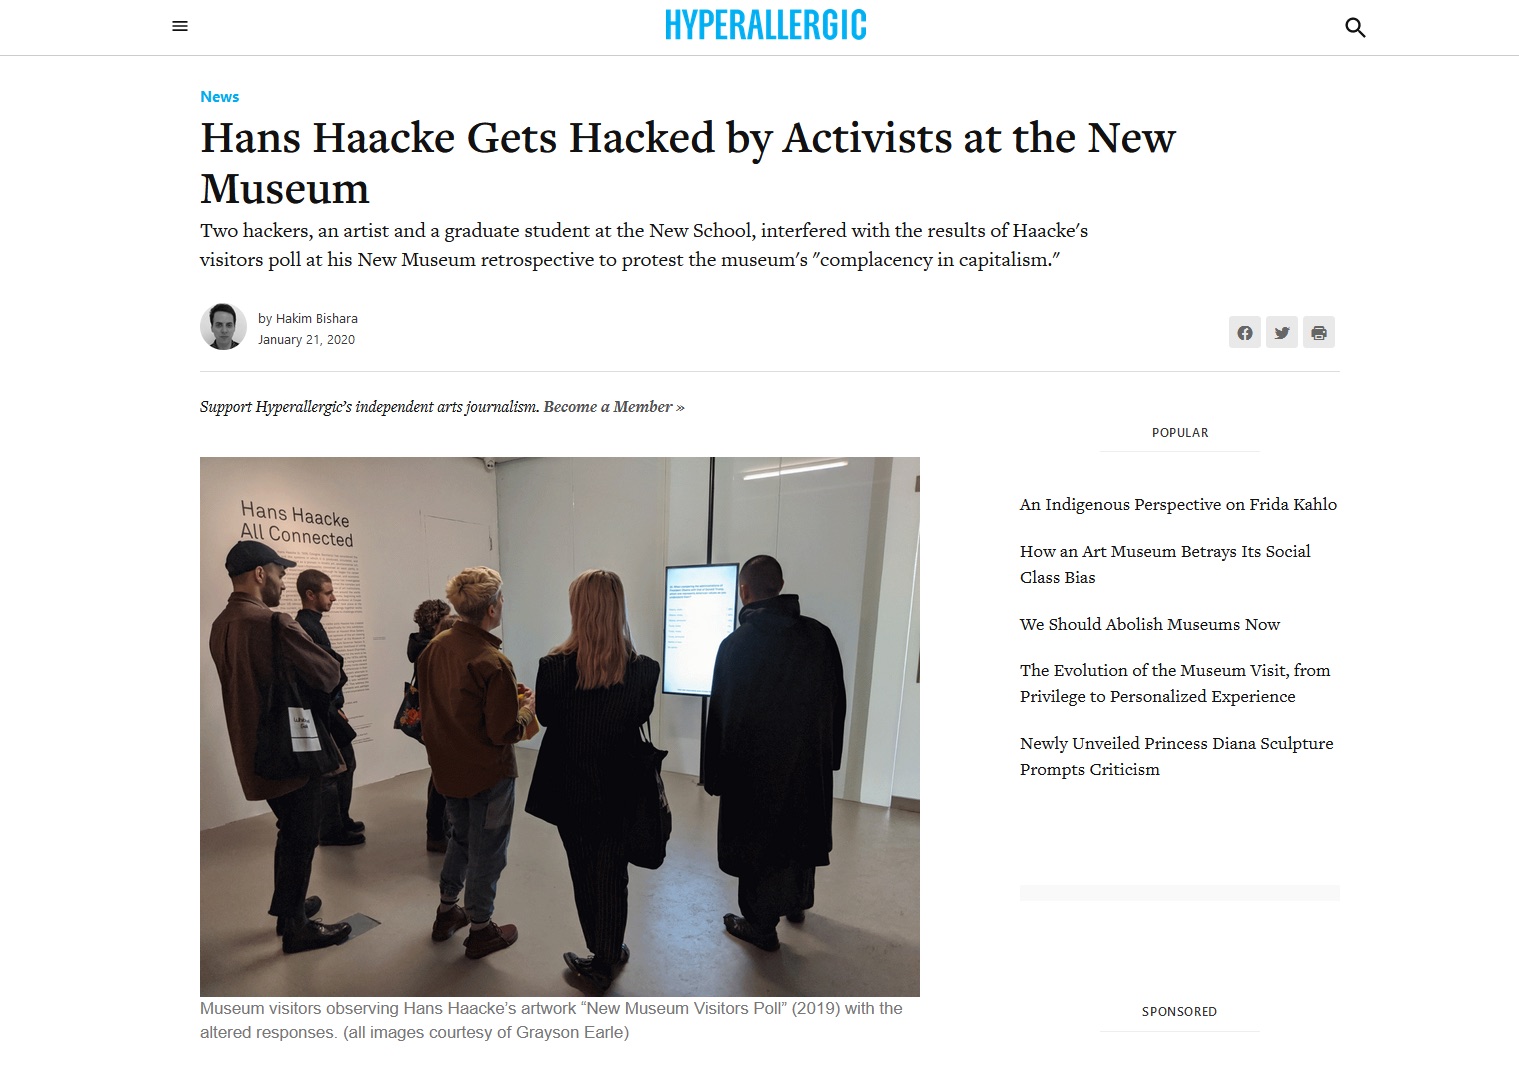 HYPERALLERGIC
News
Hans Haacke Gets Hacked by Activists at the New
Museum
Two hackers, an artist and a graduate student at the New School, interfered with the results of Haacke's
visitors poll at his New Museum retrospective to protest the museum's "complacency in capitalism."
by Hakim Bishara
January 21, 2020
Support Hyperallergic’s independent arts journalism. Become a Member »
Hans Haacke
All Connected
Museum visitors observing Hans Haacke’s artwork “New Museum Visitors Poll” (2019) with the
altered responses. (all images courtesy of Grayson Earle)
POPULAR
An Indigenous Perspective on Frida Kahlo
How an Art Museum Betrays Its Social
Class Bias
We Should Abolish Museums Now
The Evolution of the Museum Visit, from
Privilege to Personalized Experience
Newly Unveiled Princess Diana Sculpture
Prompts Criticism
SPONSORED